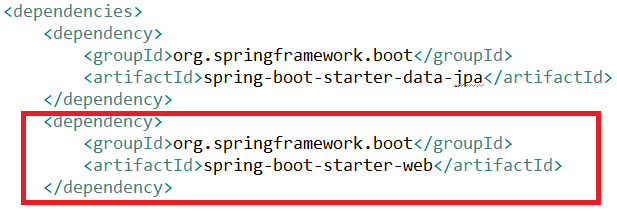 <dependencies>
    <dependency>
        <groupId>org.springframework.boot</groupId>
        <artifactId>spring-boot-starter-data-jpa</artifactId>
    </dependency>
    <dependency>
        <groupId>org.springframework.boot</groupId>
        <artifactId>spring-boot-starter-web</artifactId>
    </dependency>